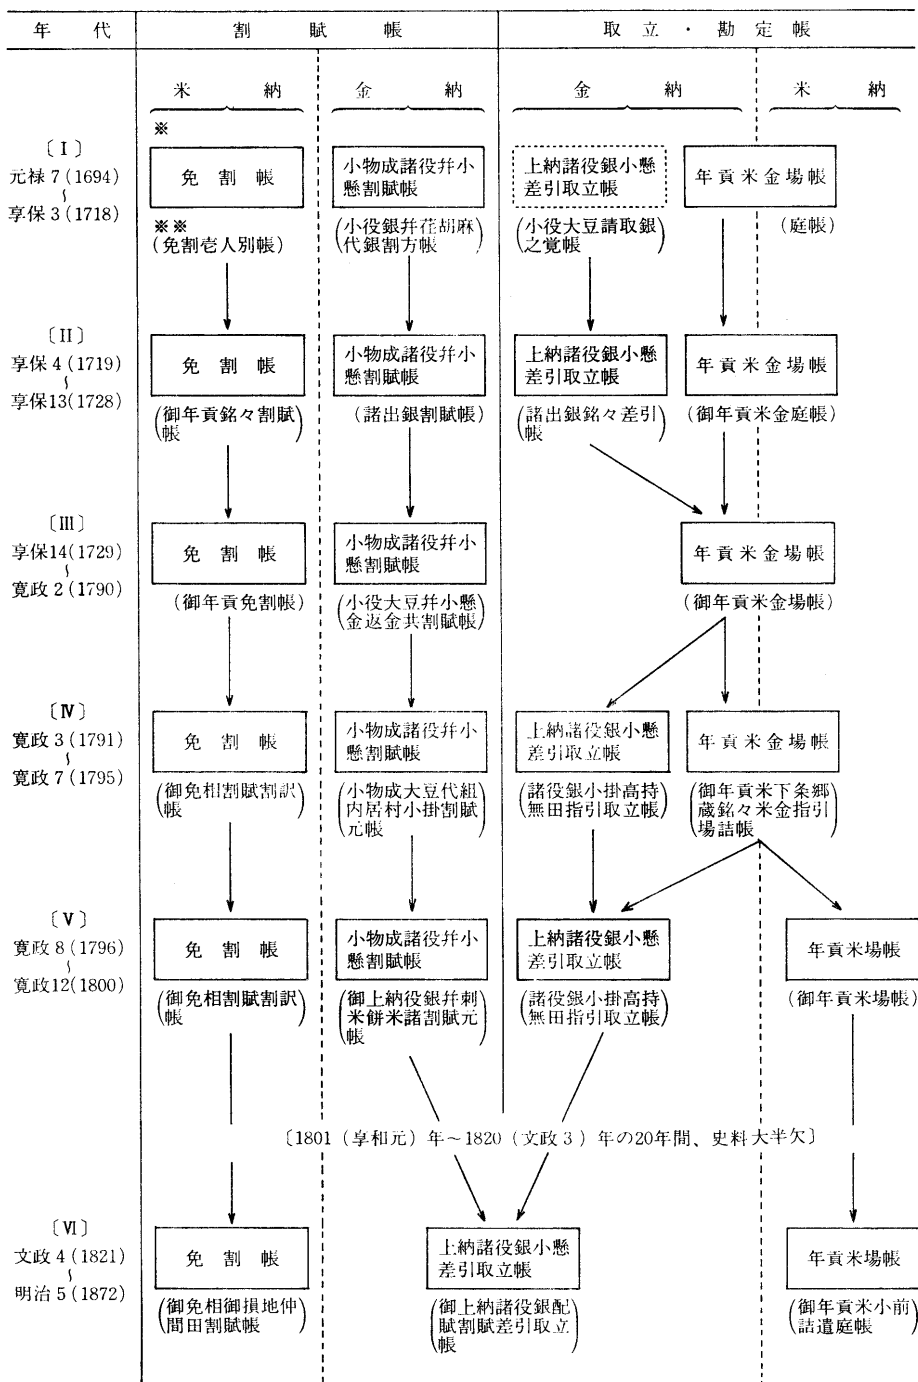 年代 割賦帳 取立・勘定帳
米納 金納 金納 米納
〔Ⅰ〕
元禄7(1694)
～
享保3(1718)
※
免割帳
※※
(免割壱人別帳)
小物成諸役并小
懸割賦帳
(小役銀并荏胡麻
代銀割方帳)
上納諸役銀小懸
差引取立帳
(小役大豆請取銀
之覚帳)
年貢米金場帳
(庭帳)
〔Ⅱ〕
享保4(1719)
～
享保13(1728)
免割帳
(御年貢銘々割賦
帳)
小物成諸役并小
懸割賦帳
(諸出銀割賦帳)
上納諸役銀小懸
差引取立帳
(諸出銀銘々差引
帳)
年貢米金場帳
(御年貢米金庭帳)
〔Ⅲ〕
享保14(1729)
～
寛政2(1790)
免割帳
(御年貢免割帳)
小物成諸役并小
懸割賦帳
(小役大豆并小懸
金返金共割賦帳)
年貢米金場帳
(御年貢米金場帳)
〔Ⅳ〕
寛政3(1791)
～
寛政7(1795)
免割帳
(御免相割賦割訳
帳)
小物成諸役并小
懸割賦帳
(小物成大豆代組
内居村小掛割賦
元帳)
上納諸役銀小懸
差引取立帳
(諸役銀小掛高持
無田指引取立帳)
年貢米金場帳
(御年貢米下条郷
蔵銘々米金指引
場詰帳)
〔Ⅴ〕
寛政8(1796)
～
寛政12(1800)
免割帳
(御免相割賦割訳
帳)
小物成諸役并小
懸割賦帳
(御上納役銀并刺
米餅米諸割賦元
帳)
上納諸役銀小懸
差引取立帳
(諸役銀小掛高持
無田指引取立帳)
年貢米場帳
(御年貢米場帳)
〔1801(享和元)年～1820(文政3)年の20年間、史料大半欠〕
〔Ⅵ〕
文政4(1821)
～
明治5(1872)
免割帳
(御免相御損地仲
間田割賦帳)
上納諸役銀小懸
差引取立帳
(御上納諸役銀配
賦割賦差引取立
帳)
年貢米場帳
(御年貢米小前
詰遣庭帳)